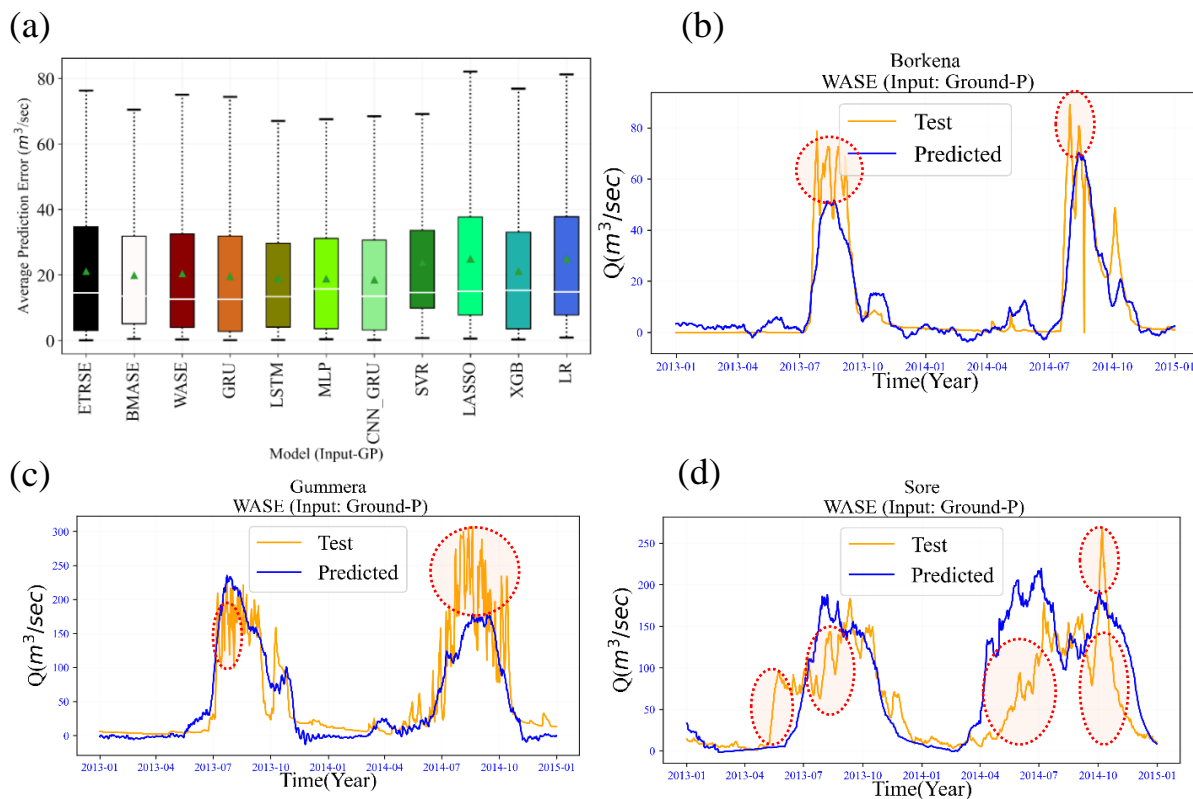 (a)
80
60
40
20
0
Average Prediction Error (m³/sec)
ETRSE
BMASE
WASE
GRU
LSTM
MLP
CNN_GRU
SVR
LASSO
XGB
LR
Model (Input-GP)
(b)
Borkena
WASE (Input: Ground-P)
Test
Predicted
80
60
40
20
0
Q(m³/sec)
2013-01
2013-04
2013-07
2013-10
2014-01
2014-04
2014-07
2014-10
2015-01
Time(Year)
(c)
Gummera
WASE (Input: Ground-P)
Test
Predicted
300
250
200
150
100
50
0
Q(m³/sec)
2013-01
2013-04
2013-07
2013-10
2014-01
2014-04
2014-07
2014-10
2015-01
Time(Year)
(d)
Sore
WASE (Input: Ground-P)
Test
Predicted
250
200
150
100
50
0
Q(m³/sec)
2013-01
2013-04
2013-07
2013-10
2014-01
2014-04
2014-07
2014-10
2015-01
Time(Year)